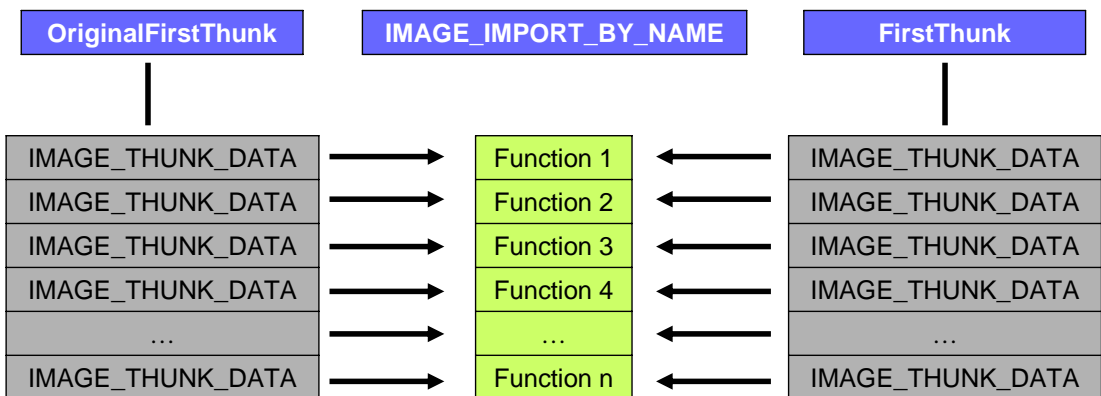 OriginalFirstThunk IMAGE_IMPORT_BY_NAME FirstThunk
IMAGE_THUNK_DATA Function 1 IMAGE_THUNK_DATA
IMAGE_THUNK_DATA Function 2 IMAGE_THUNK_DATA
IMAGE_THUNK_DATA Function 3 IMAGE_THUNK_DATA
IMAGE_THUNK_DATA Function 4 IMAGE_THUNK_DATA
… … …
IMAGE_THUNK_DATA Function n IMAGE_THUNK_DATA